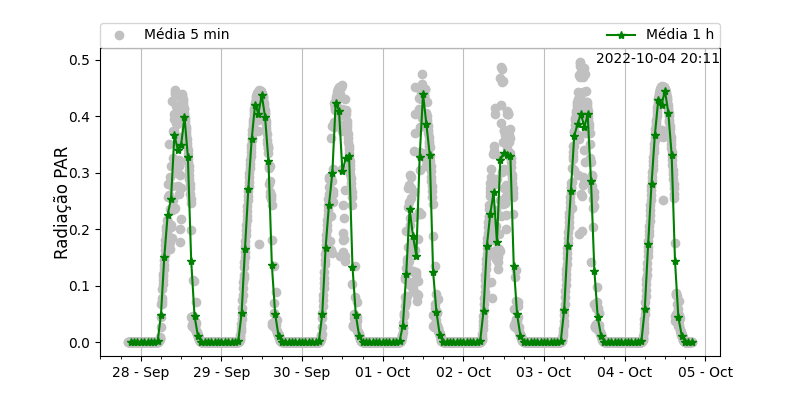 Média 5 min
Média 1 h
2022-10-04 20:11
0.5
0.4
0.3
0.2
0.1
0.0
Radiação PAR
28 - Sep
29 - Sep
30 - Sep
01 - Oct
02 - Oct
03 - Oct
04 - Oct
05 - Oct